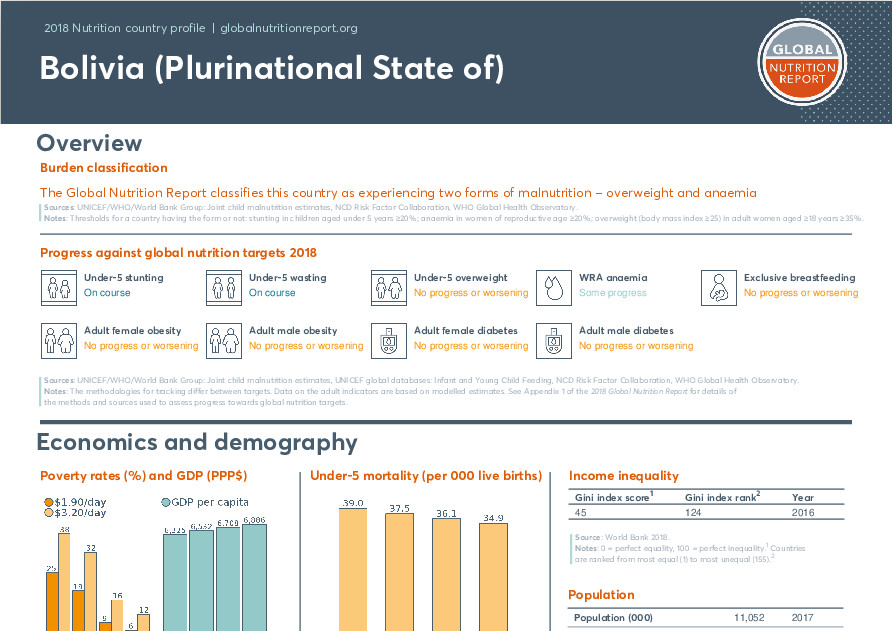 2018 Nutrition country profile | globalnutritionreport.org
Bolivia (Plurinational State of)
GLOBAL
NUTRITION
REPORT
Overview
Burden classification
The Global Nutrition Report classifies this country as experiencing two forms of malnutrition – overweight and anaemia
Sources: UNICEF/WHO/World Bank Group: Joint child malnutrition estimates, NCD Risk Factor Collaboration, WHO Global Health Observatory.
Notes: Thresholds for a country having the form or not: stunting in children aged under 5 years ≥20%; anaemia in women of reproductive age ≥20%; overweight (body mass index ≥25) in adult women aged ≥18 years ≥35%.
Progress against global nutrition targets 2018
Under-5 stunting
On course
Under-5 wasting
On course
Under-5 overweight
No progress or worsening
WRA anaemia
Some progress
Exclusive breastfeeding
No progress or worsening
Adult female obesity
No progress or worsening
Adult male obesity
No progress or worsening
Adult female diabetes
No progress or worsening
Adult male diabetes
No progress or worsening
Sources: UNICEF/WHO/World Bank Group: Joint child malnutrition estimates, UNICEF global databases: Infant and Young Child Feeding, NCD Risk Factor Collaboration, WHO Global Health Observatory.
Notes: The methodologies for tracking differ between targets. Data on the adult indicators are based on modelled estimates. See Appendix 1 of the 2018 Global Nutrition Report for details of
the methods and sources used to assess progress towards global nutrition targets.
Economics and demography
Poverty rates (%) and GDP (PPP$)
$1.90/day
$3.20/day
GDP per capita
25
38
19
32
9
16
6
12
6,325
6,532
6,708
6,886
Under-5 mortality (per 000 live births)
39.0
37.5
36.1
34.9
Income inequality
Gini index score1 Gini index rank2 Year
45 124 2016
Source: World Bank 2018.
Notes: 0 = perfect equality, 100 = perfect inequality.1 Countries
are ranked from most equal (1) to most unequal (155).2
Population
Population (000) 11,052 2017